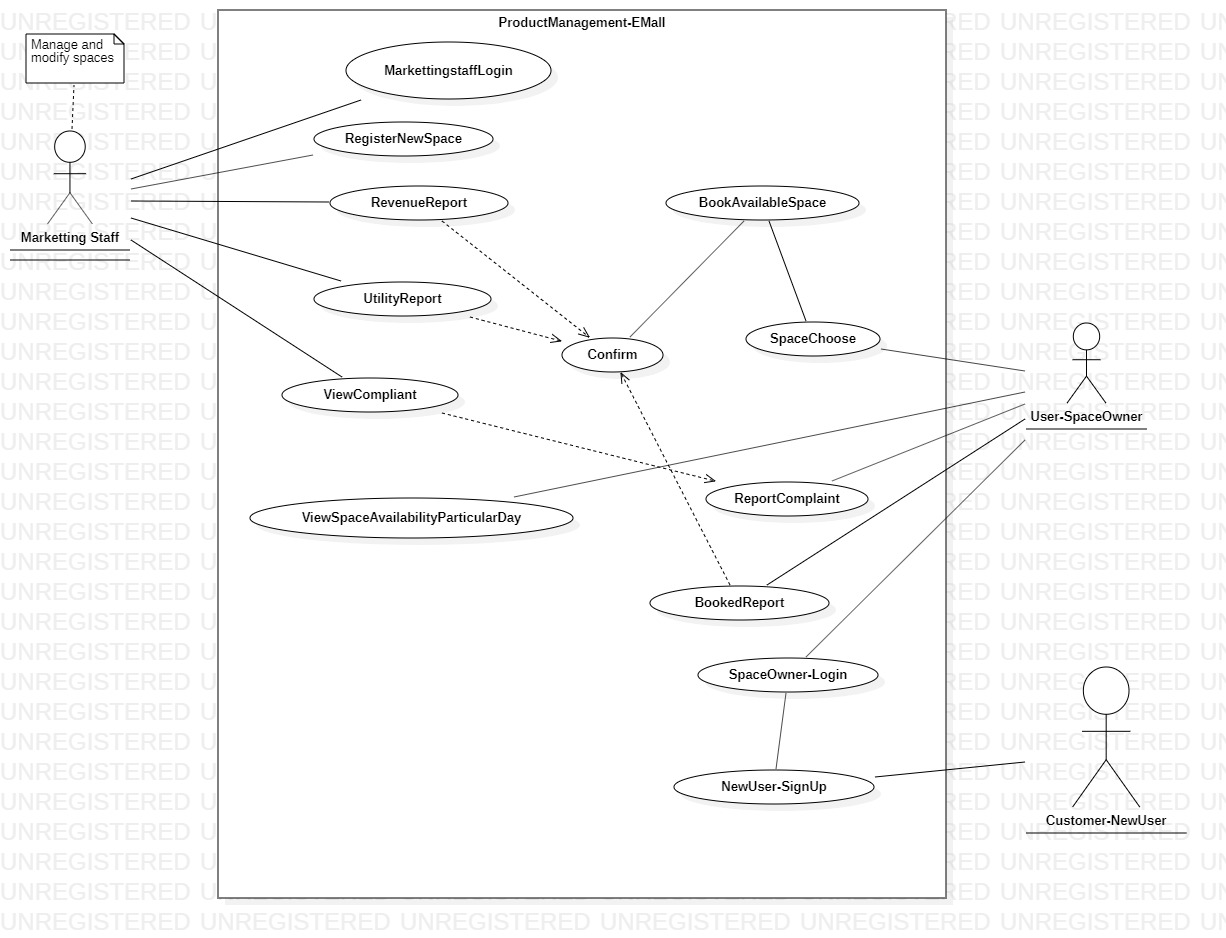 ProductManagement-EMall
Manage and
modify spaces
MarkettingstaffLogin
RegisterNewSpace
RevenueReport
BookAvailableSpace
Marketting Staff
UtilityReport
SpaceChoose
Confirm
ViewCompliant
User-SpaceOwner
ReportComplaint
ViewSpaceAvailabilityParticularDay
BookedReport
SpaceOwner-Login
NewUser-SignUp
Customer-NewUser
UNREGISTERED UNREGISTERED UNREGISTERED UNREGISTERED UNREGISTERED UNREGISTERED UN